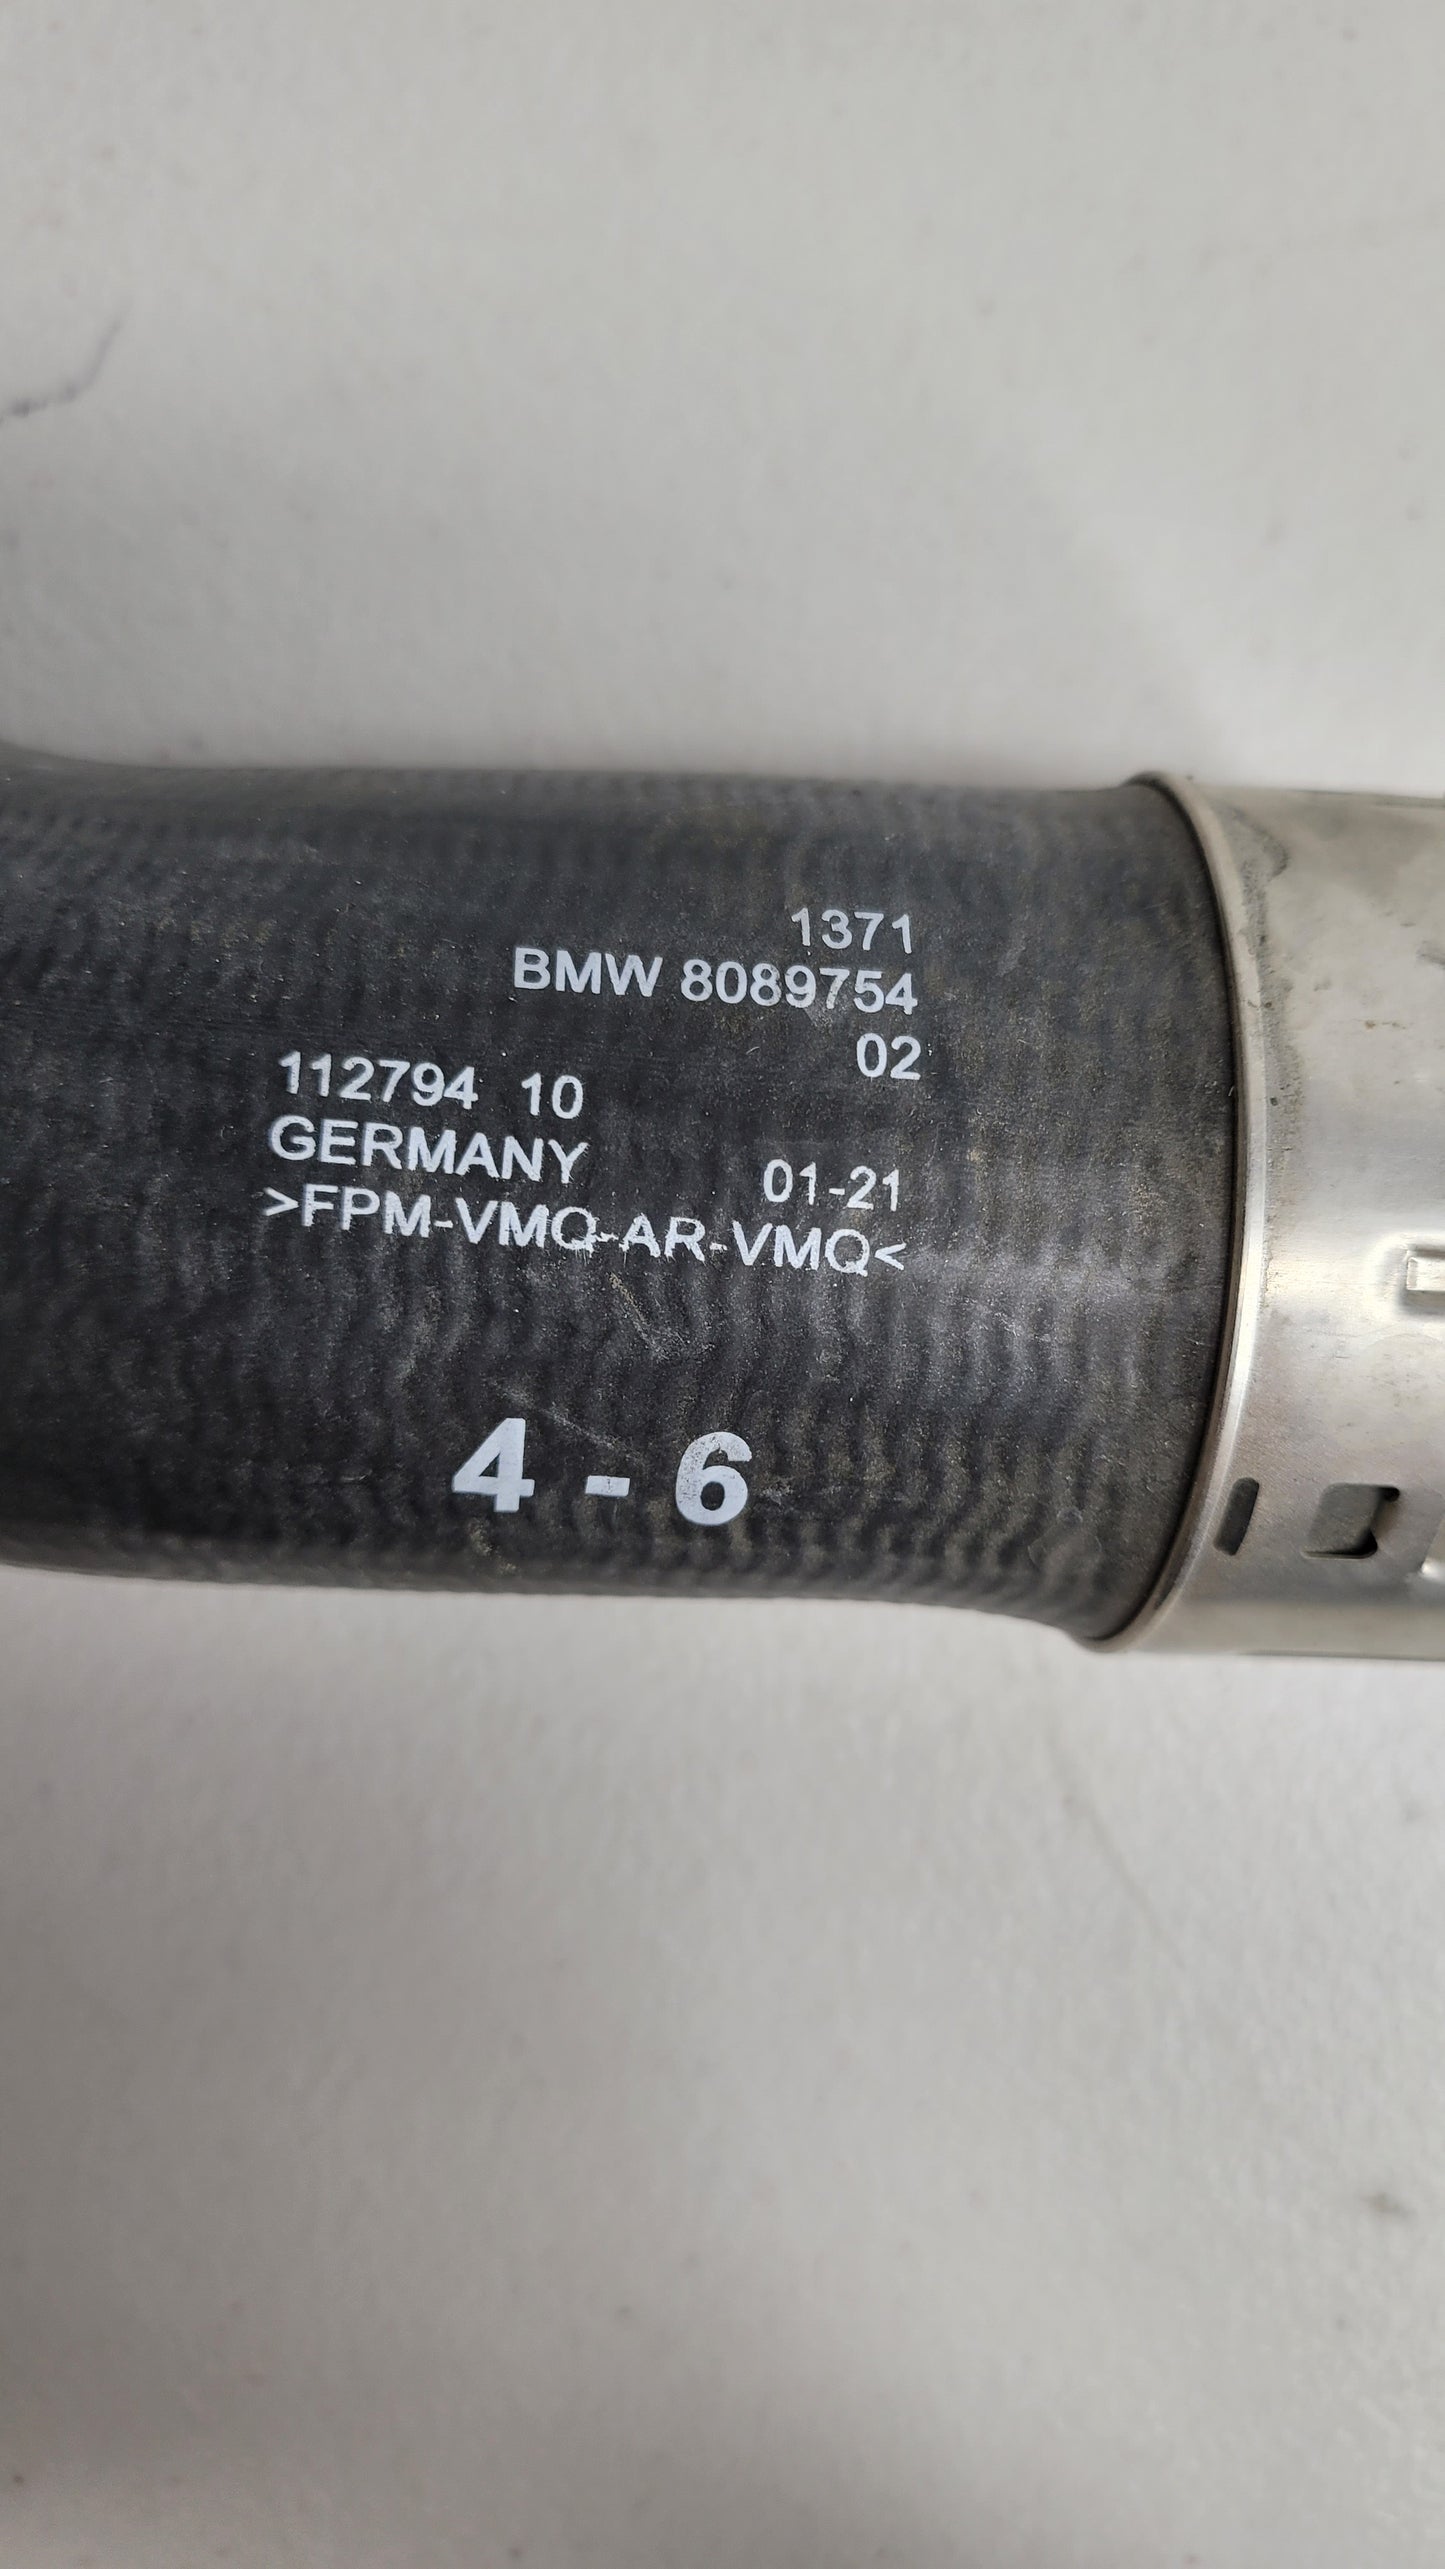 1371
BMW 8089754
02
112794 10
GERMANY 01-21
>FPM-VMQ-AR-VMQ<
4 - 6